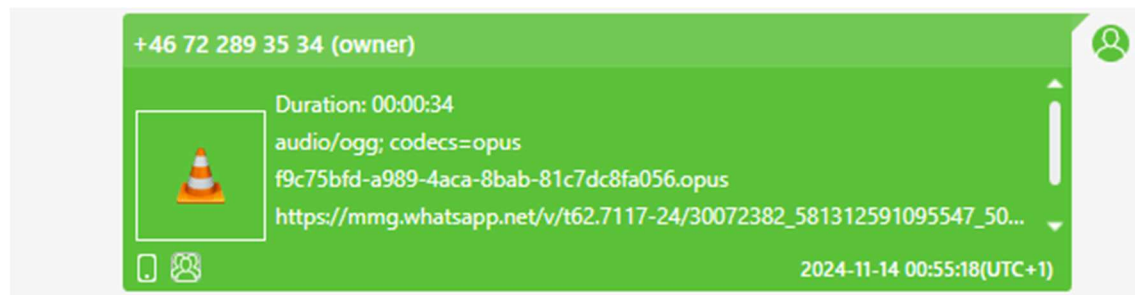 +46 72 289 35 34 (owner)
Duration: 00:00:34
audio/ogg; codecs=opus
f9c75bfd-a989-4aca-8bab-81c7dc8fa056.opus
https://mmg.whatsapp.net/v/t62.7117-24/30072382_581312591095547_50...
2024-11-14 00:55:18(UTC+1)